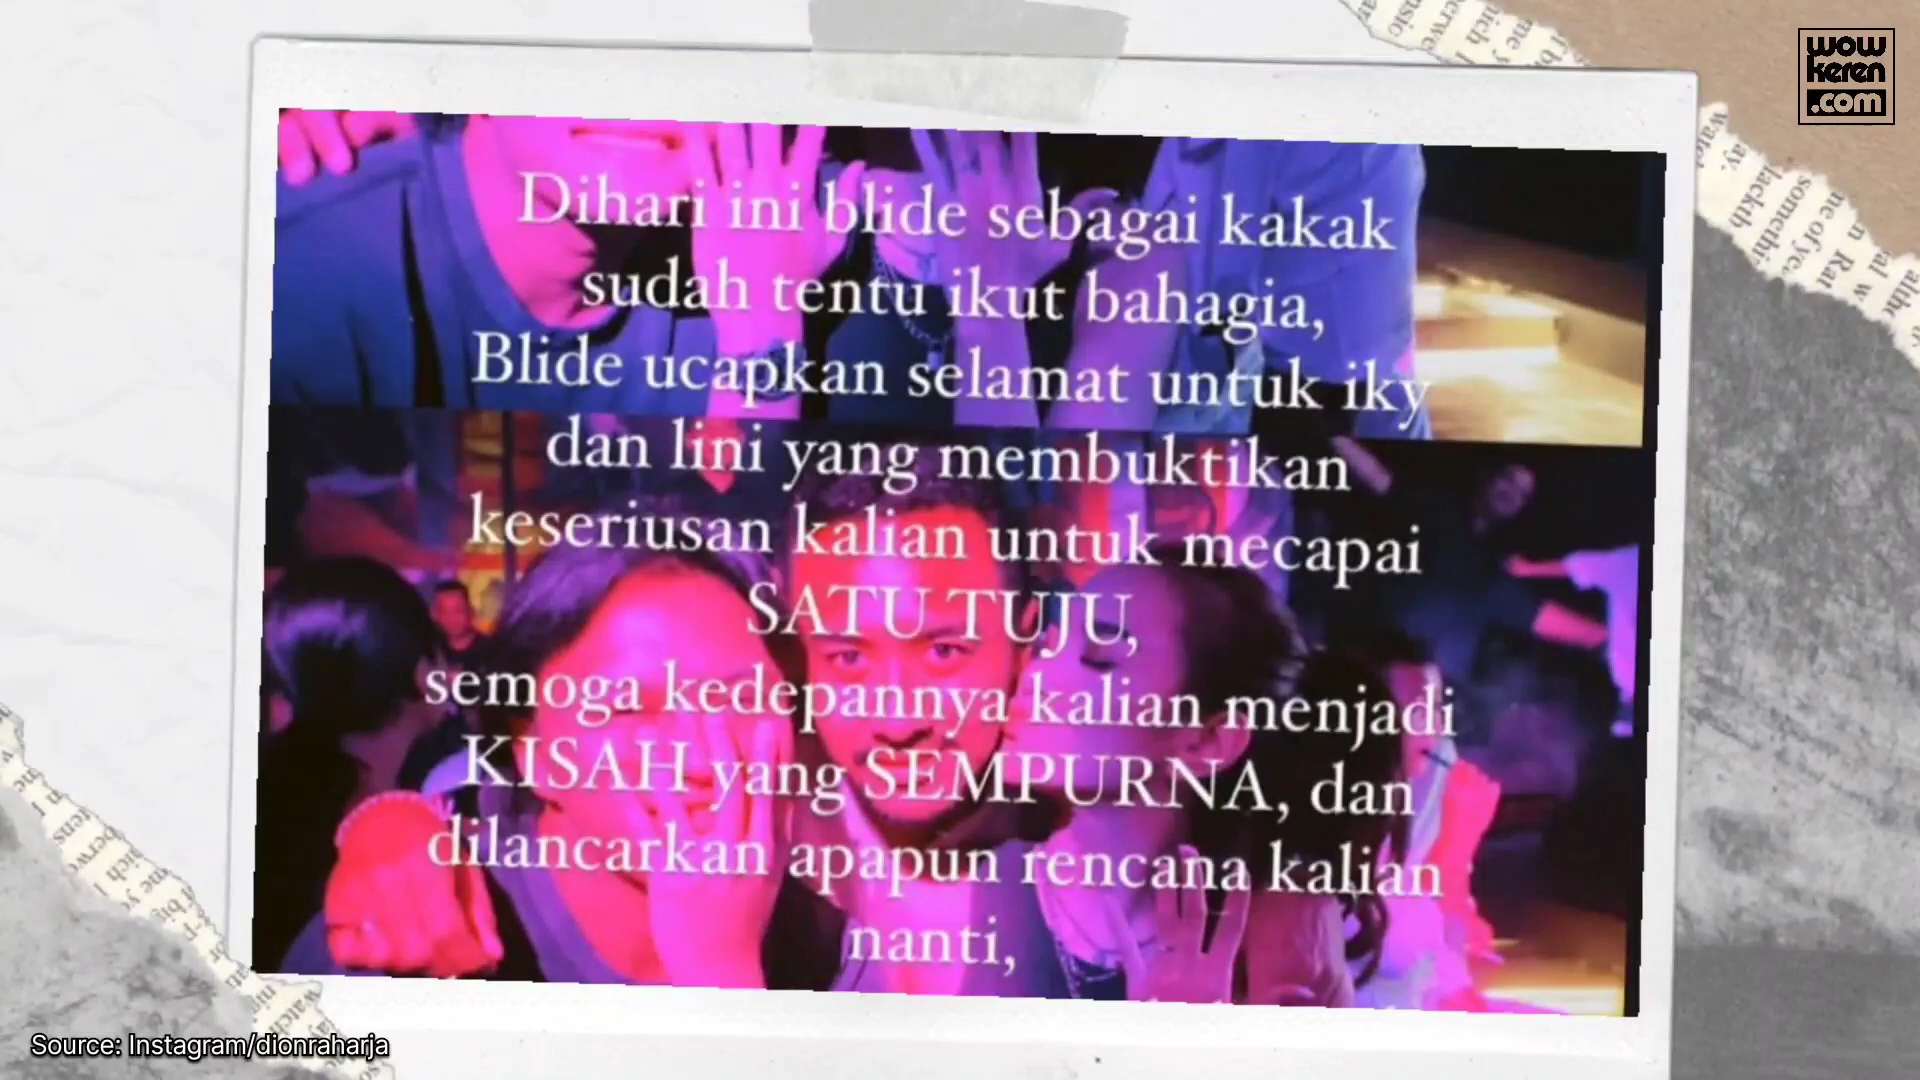 wow
keren
.com
Dihari ini blide sebagai kakak
sudah tentu ikut bahagia,
Blide ucapkan selamat untuk iky
dan lini yang membuktikan
keseriusan kalian untuk mecapai
SATU TUJU,
semoga kedepannya kalian menjadi
KISAH yang SEMPURNA, dan
dilancarkan apapun rencana kalian
nanti,
Source: Instagram/dionraharja